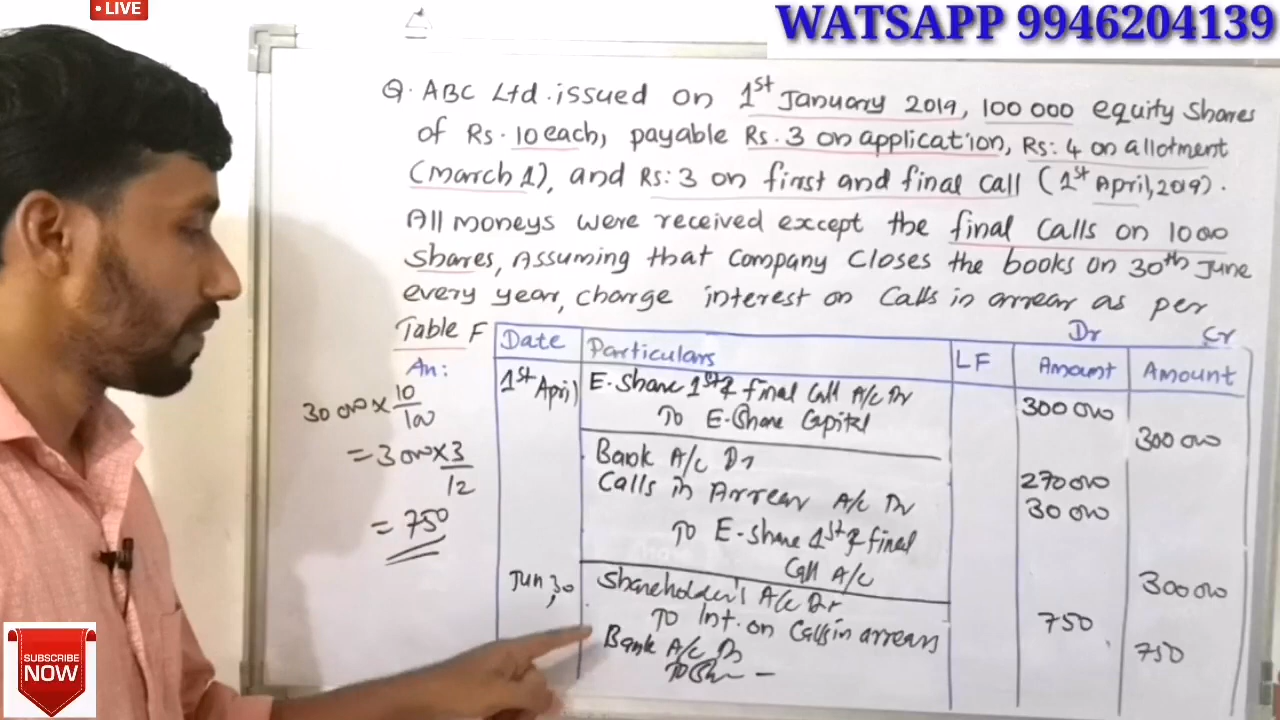 LIVE
WATSAPP 9946204139
Q. ABC Ltd. issued on 1st January 2019, 100 000 equity shares
of Rs. 10 each, payable Rs. 3 on application, Rs: 4 on allotment
(March 1), and Rs: 3 on first and final call (1st April, 2019).
All moneys were received except the final calls on 1000
shares, Assuming that company closes the books on 30th June
every year, charge interest on calls in arrear as per
Table F
An:
30000 × 10/100
= 3000 × 3/12
= 750
Dr Cr
Date Particulars LF Amount Amount
1st April E. Share 1st & final Call A/c Dr 300 000
To E-Share Capital 300 000
Bank A/c Dr 270 000
Calls in Arrear A/c Dr 30 000
To E-share 1st & final
Call A/c 300 000
Jun, 30 Shareholder's A/c Dr 750
To Int. on Calls in arrears 750
Bank A/c Dr
To
SUBSCRIBE
NOW